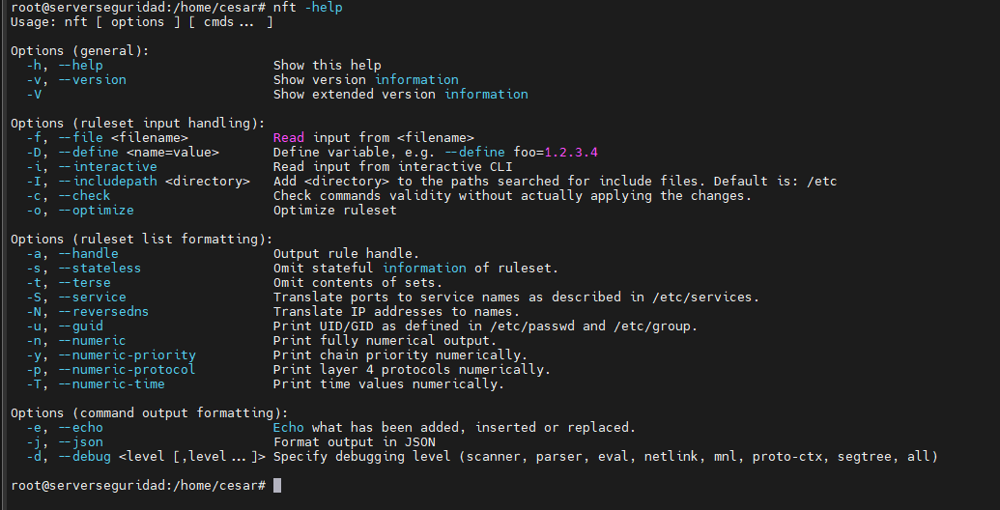 root@serverseguridad:/home/cesar# nft -help
Usage: nft [ options ] [ cmds... ]

Options (general):
  -h, --help                      Show this help
  -v, --version                   Show version information
  -V                              Show extended version information

Options (ruleset input handling):
  -f, --file <filename>           Read input from <filename>
  -D, --define <name=value>       Define variable, e.g. --define foo=1.2.3.4
  -i, --interactive               Read input from interactive CLI
  -I, --includepath <directory>   Add <directory> to the paths searched for include files. Default is: /etc
  -c, --check                     Check commands validity without actually applying the changes.
  -o, --optimize                  Optimize ruleset

Options (ruleset list formatting):
  -a, --handle                    Output rule handle.
  -s, --stateless                 Omit stateful information of ruleset.
  -t, --terse                     Omit contents of sets.
  -S, --service                   Translate ports to service names as described in /etc/services.
  -N, --reversedns                Translate IP addresses to names.
  -u, --guid                      Print UID/GID as defined in /etc/passwd and /etc/group.
  -n, --numeric                   Print fully numerical output.
  -y, --numeric-priority          Print chain priority numerically.
  -p, --numeric-protocol          Print layer 4 protocols numerically.
  -T, --numeric-time              Print time values numerically.

Options (command output formatting):
  -e, --echo                      Echo what has been added, inserted or replaced.
  -j, --json                      Format output in JSON
  -d, --debug <level [,level...]> Specify debugging level (scanner, parser, eval, netlink, mnl, proto-ctx, segtree, all)

root@serverseguridad:/home/cesar#